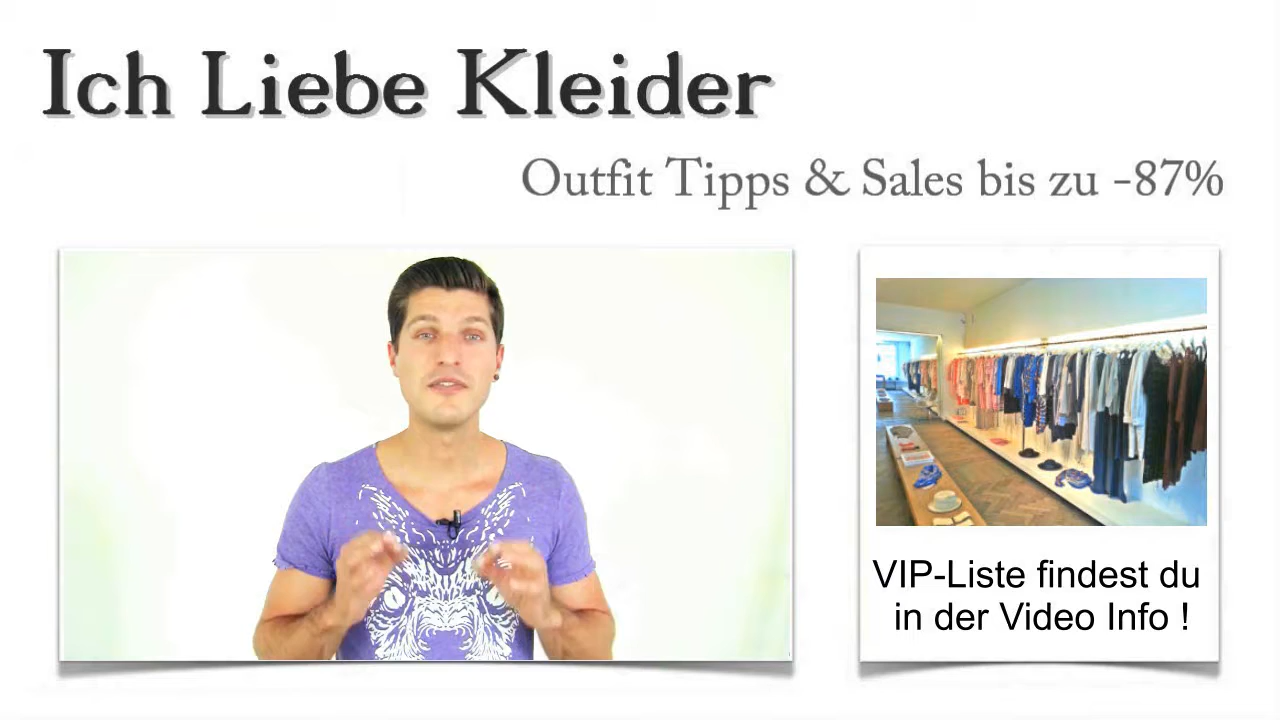 Ich Liebe Kleider
Outfit Tipps & Sales bis zu -87%
VIP-Liste findest du
in der Video Info !